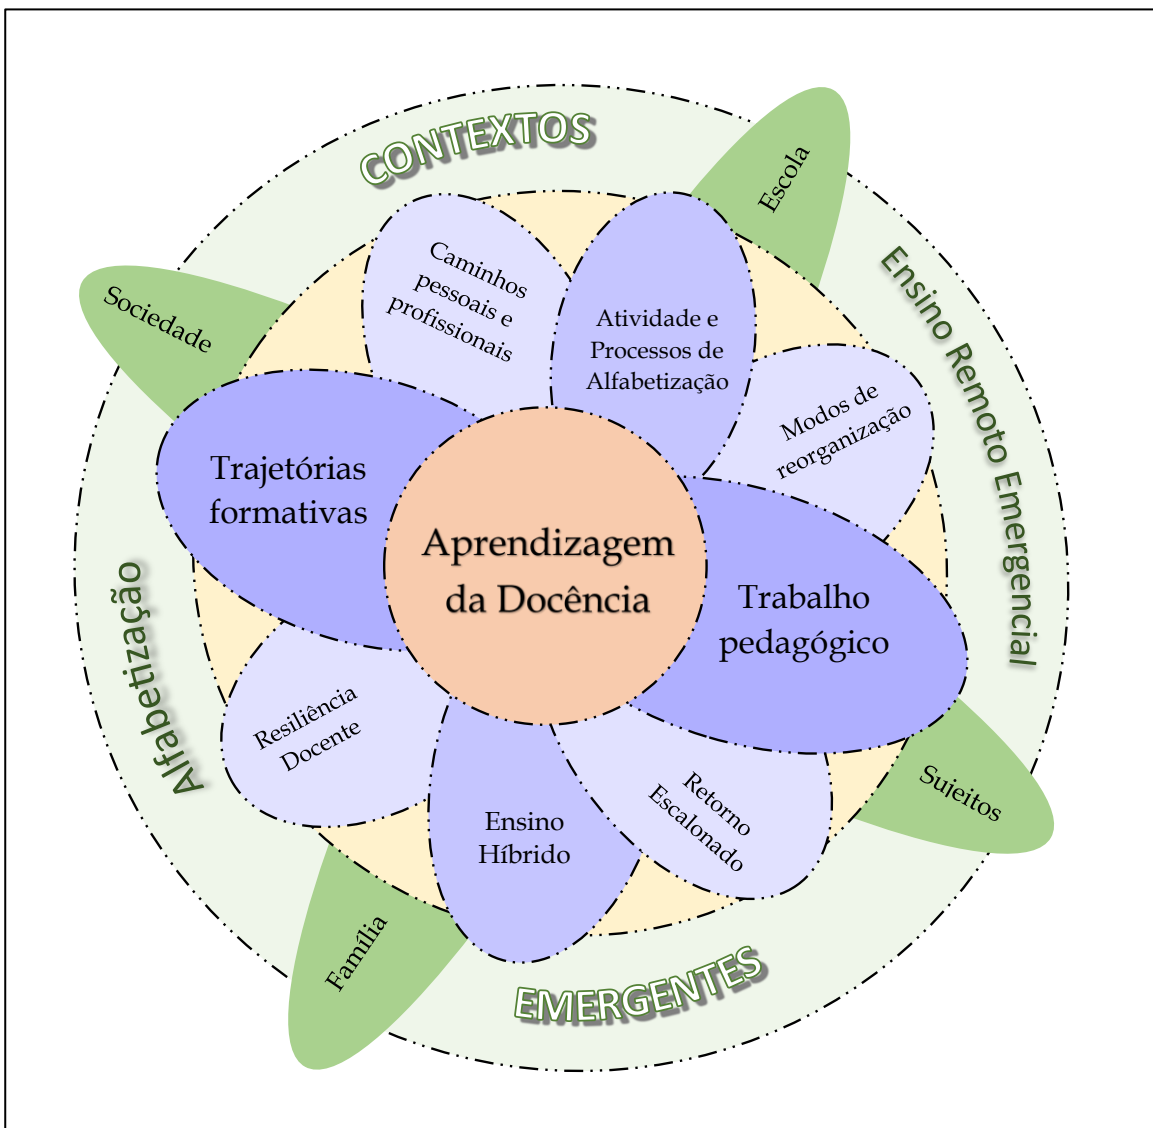 CONTEXTOS
Escola
Sociedade
Caminhos
pessoais e
profissionais
Atividade e
Processos de
Alfabetização
Ensino Remoto Emergencial
Modos de
reorganização
Trajetórias
formativas
Aprendizagem
da Docência
Trabalho
pedagógico
Alfabetização
Resiliência
Docente
Ensino
Híbrido
Retorno
Escalonado
Sujeitos
Família
EMERGENTES